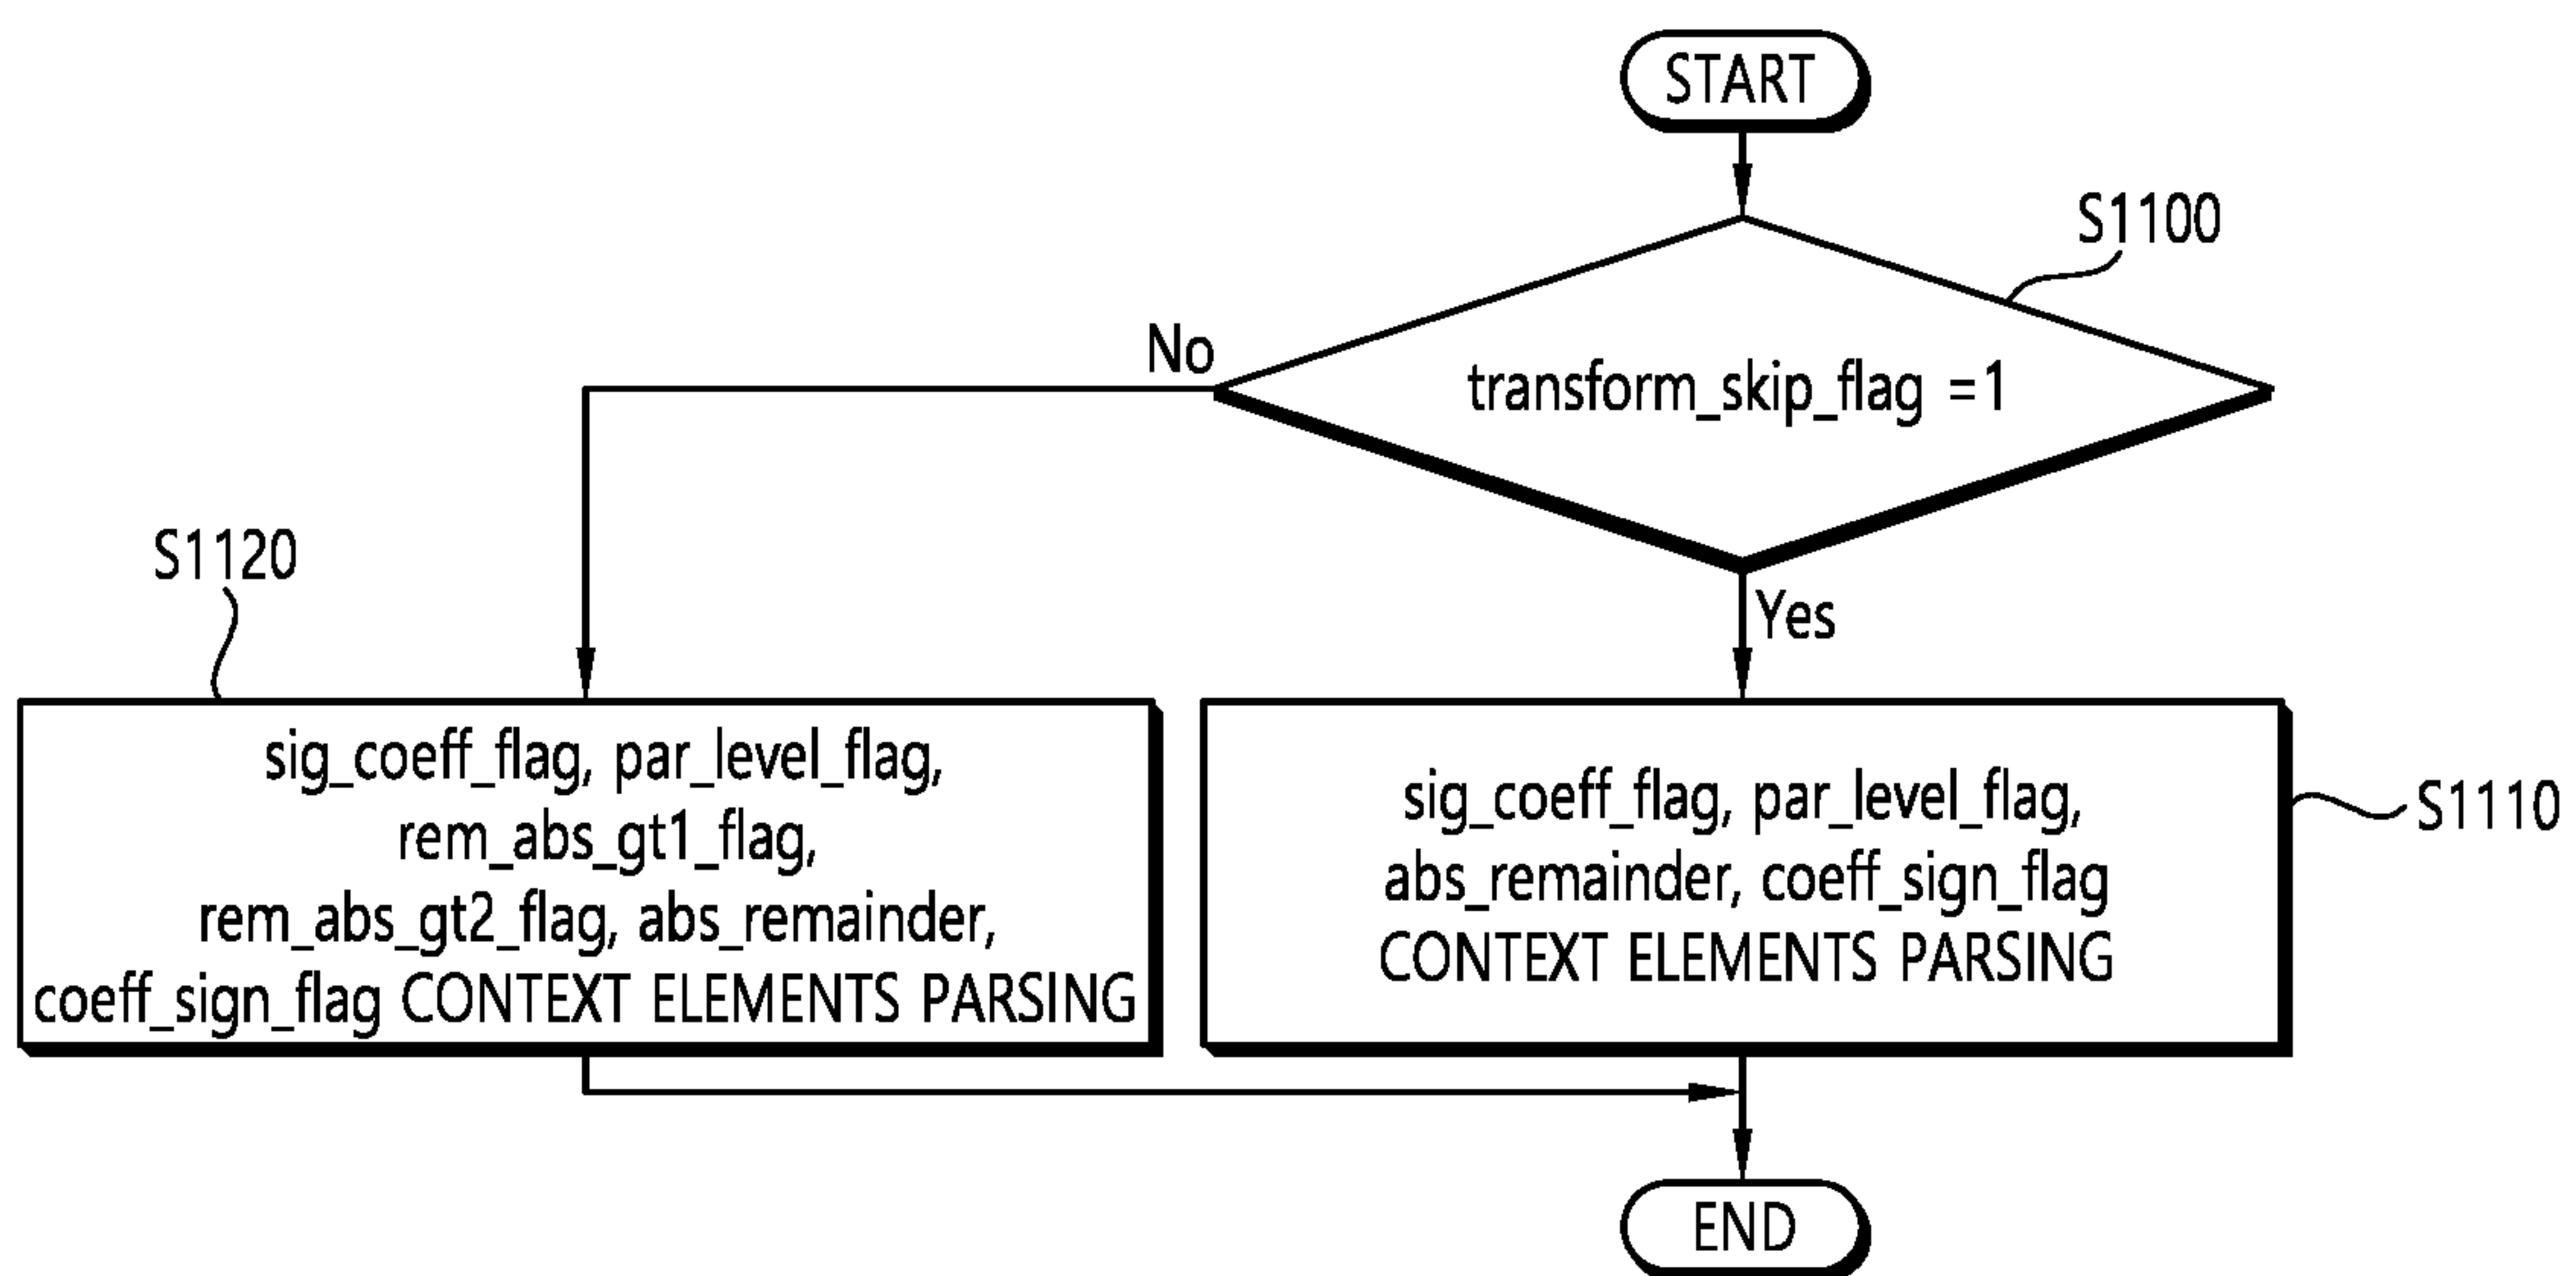 START
S1100
No
transform_skip_flag =1
S1120
Yes
sig_coeff_flag, par_level_flag,
rem_abs_gt1_flag,
rem_abs_gt2_flag, abs_remainder,
coeff_sign_flag CONTEXT ELEMENTS PARSING
sig_coeff_flag, par_level_flag,
abs_remainder, coeff_sign_flag
CONTEXT ELEMENTS PARSING
S1110
END